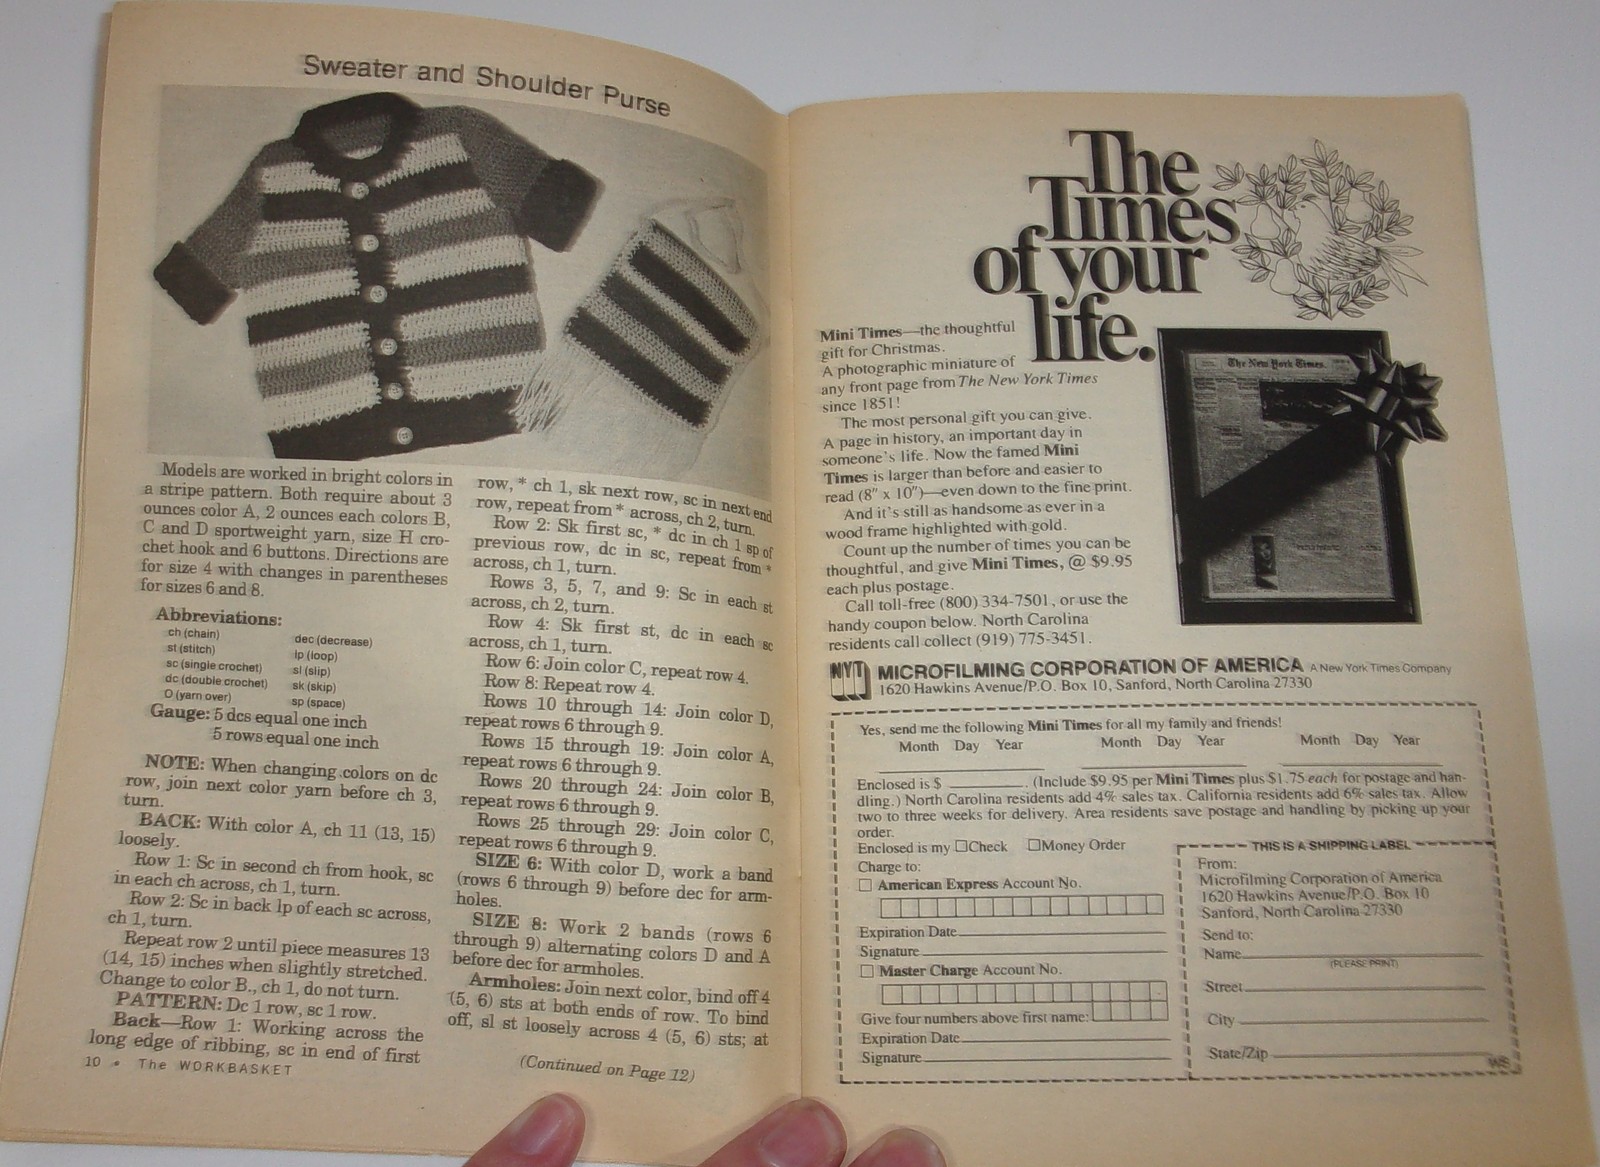 Sweater and Shoulder Purse
Models are worked in bright colors in
a stripe pattern. Both require about 3
ounces color A, 2 ounces each colors B,
C and D sportweight yarn, size H cro-
chet hook and 6 buttons. Directions are
for size 4 with changes in parentheses
for sizes 6 and 8.
Abbreviations:
ch (chain)
st (stitch)
sc (single crochet)
dc (double crochet)
O (yarn over)
dec (decrease)
lp (loop)
sl (slip)
sk (skip)
sp (space)
Gauge: 5 dcs equal one inch
5 rows equal one inch
NOTE: When changing colors on dc
row, join next color yarn before ch 3,
turn.
BACK: With color A, ch 11 (13, 15)
loosely.
Row 1: Sc in second ch from hook, sc
in each ch across, ch 1, turn.
Row 2: Sc in back lp of each sc across,
ch 1, turn.
Repeat row 2 until piece measures 13
(14, 15) inches when slightly stretched.
Change to color B., ch 1, do not turn.
PATTERN: Dc 1 row, sc 1 row.
Back—Row 1: Working across the
long edge of ribbing, sc in end of first
row, * ch 1, sk next row, sc in next end
row, repeat from * across, ch 2, turn.
Row 2: Sk first sc, * dc in ch 1 sp of
previous row, dc in sc, repeat from *
across, ch 1, turn.
Rows 3, 5, 7, and 9: Sc in each st
across, ch 2, turn.
Row 4: Sk first st, dc in each sc
across, ch 1, turn.
Row 6: Join color C, repeat row 4.
Row 8: Repeat row 4.
Rows 10 through 14: Join color D,
repeat rows 6 through 9.
Rows 15 through 19: Join color A,
repeat rows 6 through 9.
Rows 20 through 24: Join color B,
repeat rows 6 through 9.
Rows 25 through 29: Join color C,
repeat rows 6 through 9.
SIZE 6: With color D, work a band
(rows 6 through 9) before dec for arm-
holes.
SIZE 8: Work 2 bands (rows 6
through 9) alternating colors D and A
before dec for armholes.
Armholes: Join next color, bind off 4
(5, 6) sts at both ends of row. To bind
off, sl st loosely across 4 (5, 6) sts; at
(Continued on Page 12)
10 • The WORKBASKET
The
Times
of your
life.
Mini Times—the thoughtful
gift for Christmas.
A photographic miniature of
any front page from The New York Times
since 1851!
The most personal gift you can give.
A page in history, an important day in
someone's life. Now the famed Mini
Times is larger than before and easier to
read (8" x 10")—even down to the fine print.
And it's still as handsome as ever in a
wood frame highlighted with gold.
Count up the number of times you can be
thoughtful, and give Mini Times, @ $9.95
each plus postage.
Call toll-free (800) 334-7501, or use the
handy coupon below. North Carolina
residents call collect (919) 775-3451.
The New York Times.
NYT MICROFILMING CORPORATION OF AMERICA A New York Times Company
1620 Hawkins Avenue/P.O. Box 10, Sanford, North Carolina 27330
Yes, send me the following Mini Times for all my family and friends!
Month Day Year Month Day Year Month Day Year
Enclosed is $ ________. (Include $9.95 per Mini Times plus $1.75 each for postage and han-
dling.) North Carolina residents add 4% sales tax. California residents add 6% sales tax. Allow
two to three weeks for delivery. Area residents save postage and handling by picking up your
order.
Enclosed is my □Check □Money Order
Charge to:
□ American Express Account No.
Expiration Date
Signature
□ Master Charge Account No.
Give four numbers above first name:
Expiration Date
Signature
THIS IS A SHIPPING LABEL
From:
Microfilming Corporation of America
1620 Hawkins Avenue/P.O. Box 10
Sanford, North Carolina 27330
Send to:
Name
(PLEASE PRINT)
Street
City
State/Zip